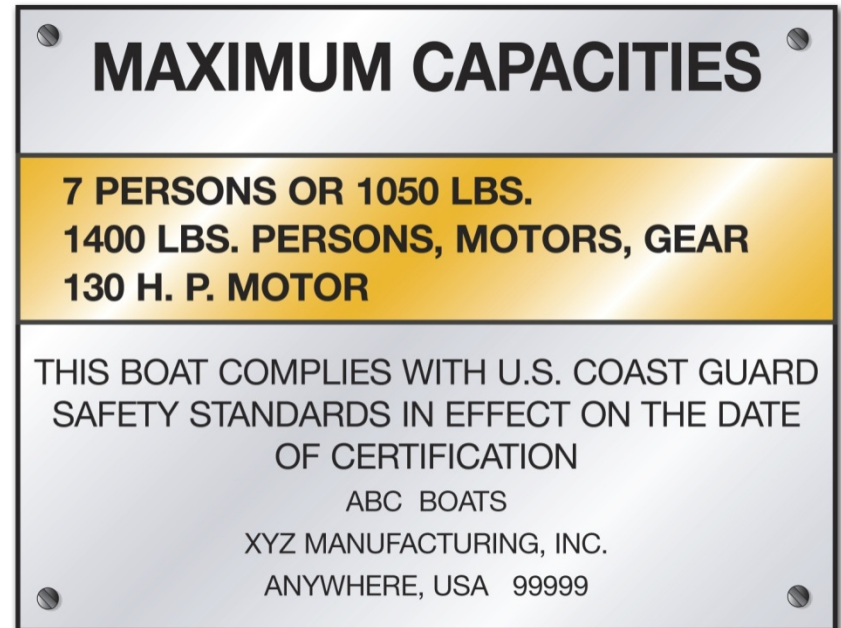 MAXIMUM CAPACITIES
7 PERSONS OR 1050 LBS.
1400 LBS. PERSONS, MOTORS, GEAR
130 H. P. MOTOR
THIS BOAT COMPLIES WITH U.S. COAST GUARD
SAFETY STANDARDS IN EFFECT ON THE DATE
OF CERTIFICATION
ABC BOATS
XYZ MANUFACTURING, INC.
ANYWHERE, USA 99999